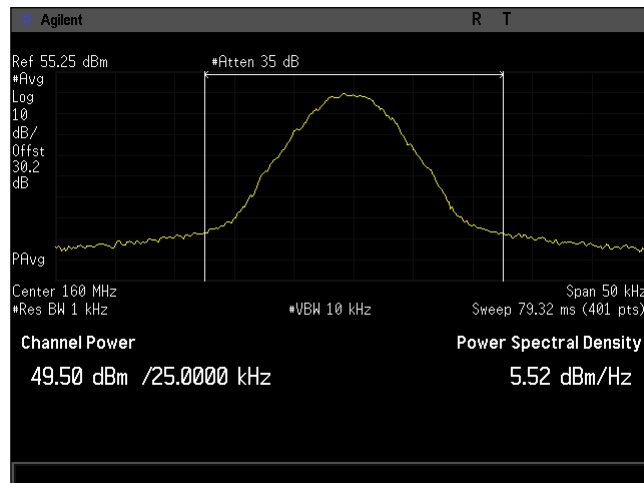 Agilent R T
Ref 55.25 dBm #Atten 35 dB
#Avg
Log
10
dB/
Offst
30.2
dB
PAvg
Center 160 MHz Span 50 kHz
#Res BW 1 kHz #VBW 10 kHz Sweep 79.32 ms (401 pts)
Channel Power Power Spectral Density
49.50 dBm /25.0000 kHz 5.52 dBm/Hz